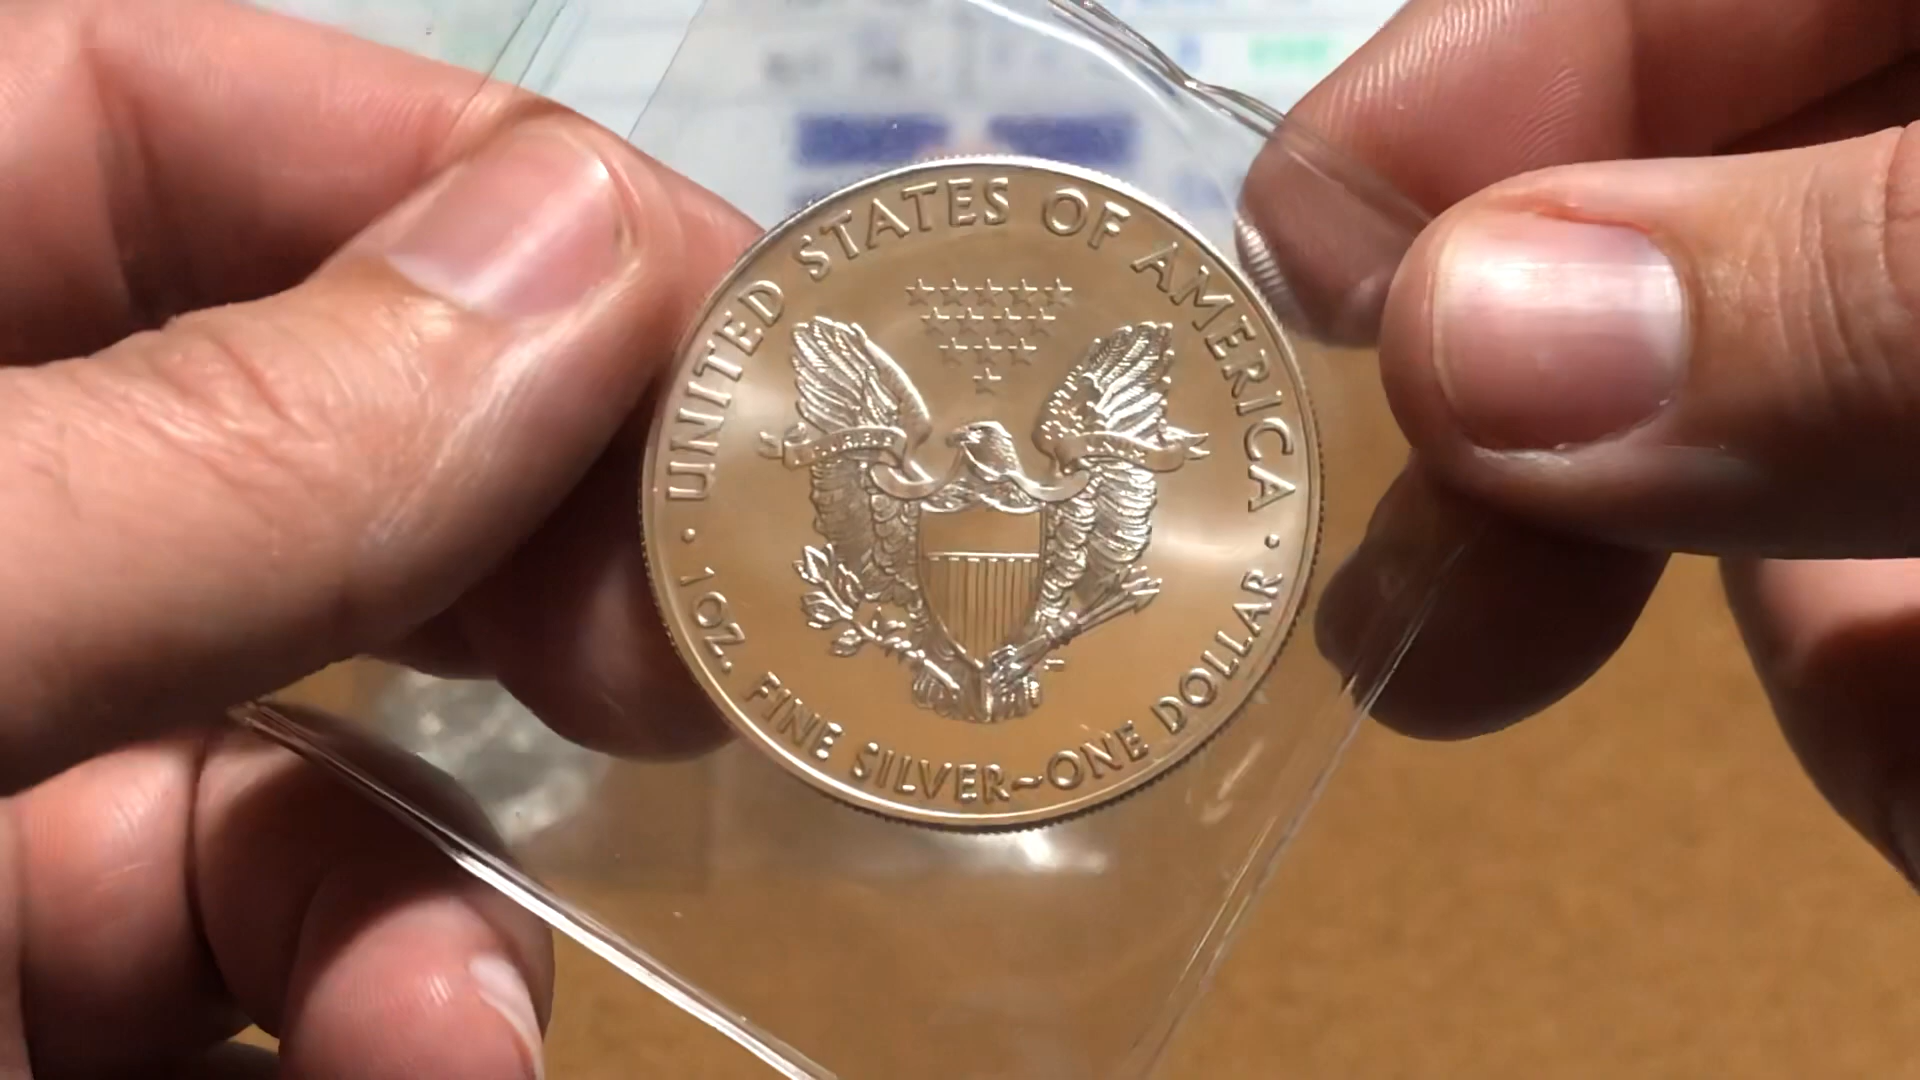 UNITED STATES OF AMERICA
1 OZ. FINE SILVER~ONE DOLLAR